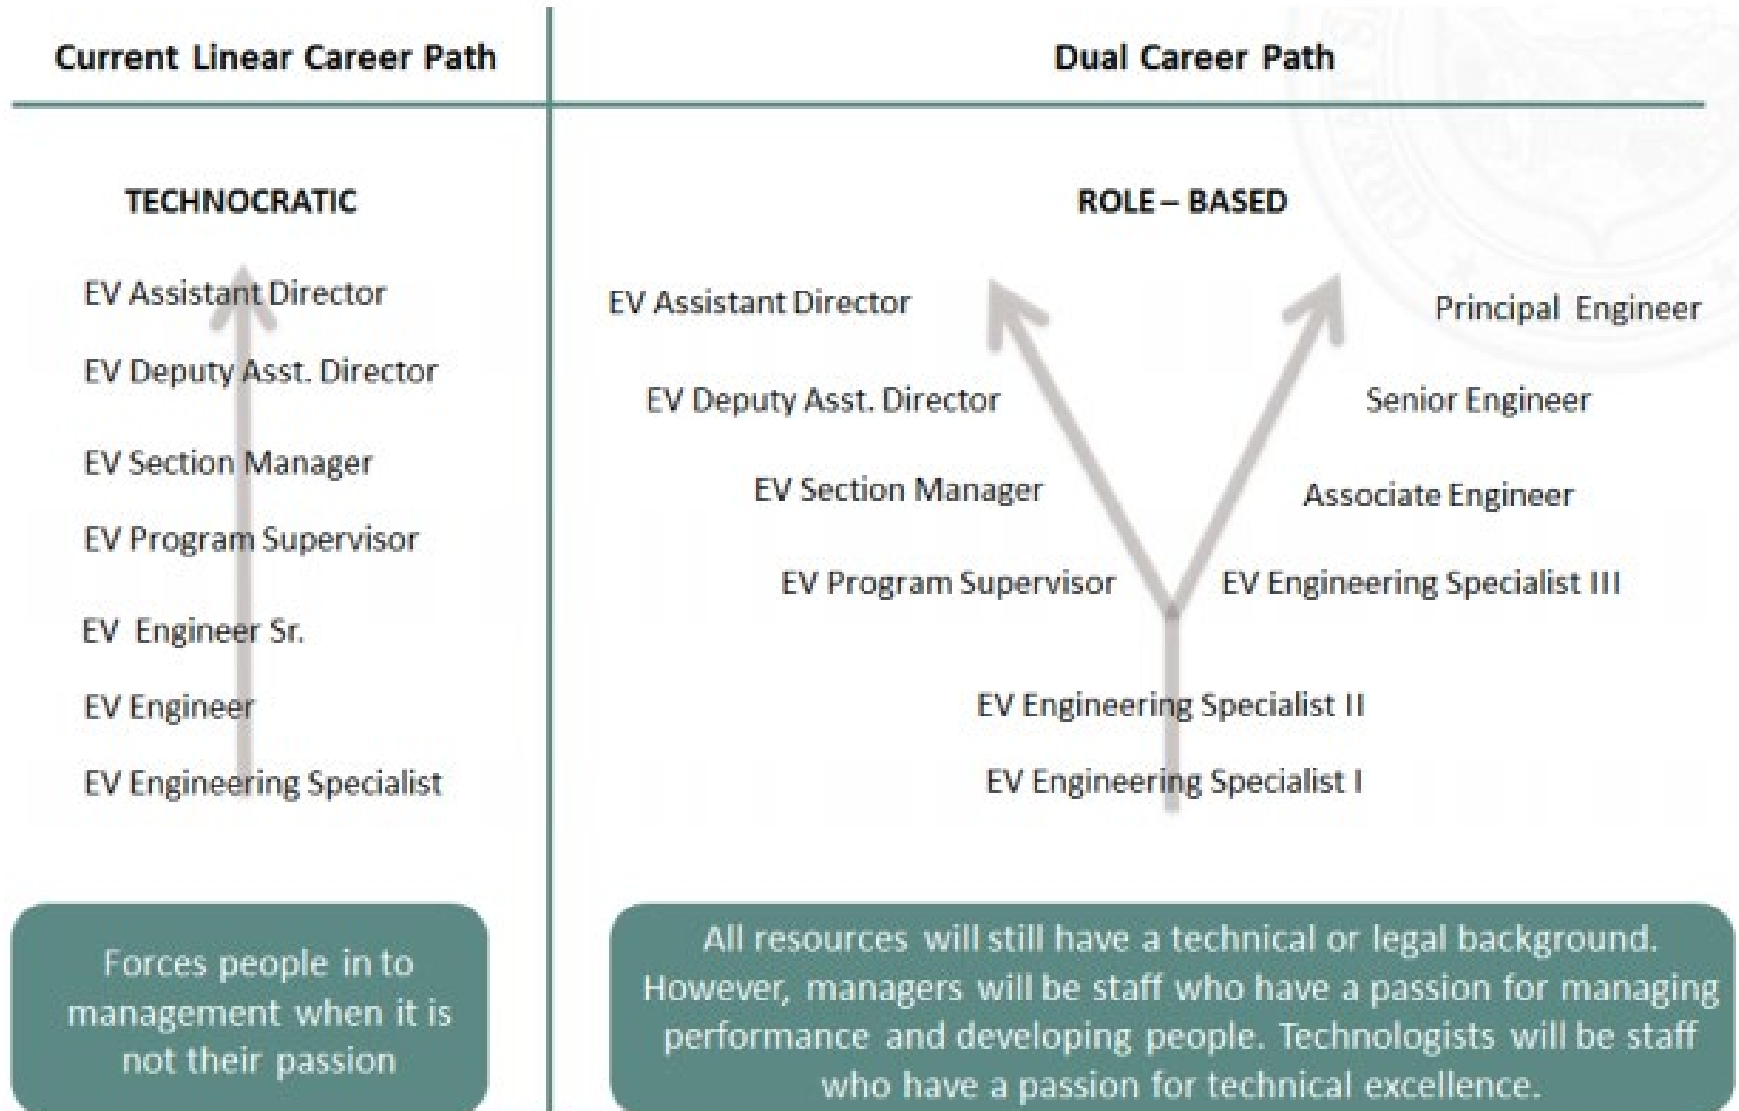 Current Linear Career Path
Dual Career Path
TECHNOCRATIC
EV Assistant Director
EV Deputy Asst. Director
EV Section Manager
EV Program Supervisor
EV Engineer Sr.
EV Engineer
EV Engineering Specialist
Forces people in to
management when it is
not their passion
ROLE – BASED
EV Assistant Director
Principal Engineer
EV Deputy Asst. Director
Senior Engineer
EV Section Manager
Associate Engineer
EV Program Supervisor
EV Engineering Specialist III
EV Engineering Specialist II
EV Engineering Specialist I
All resources will still have a technical or legal background.
However, managers will be staff who have a passion for managing
performance and developing people. Technologists will be staff
who have a passion for technical excellence.